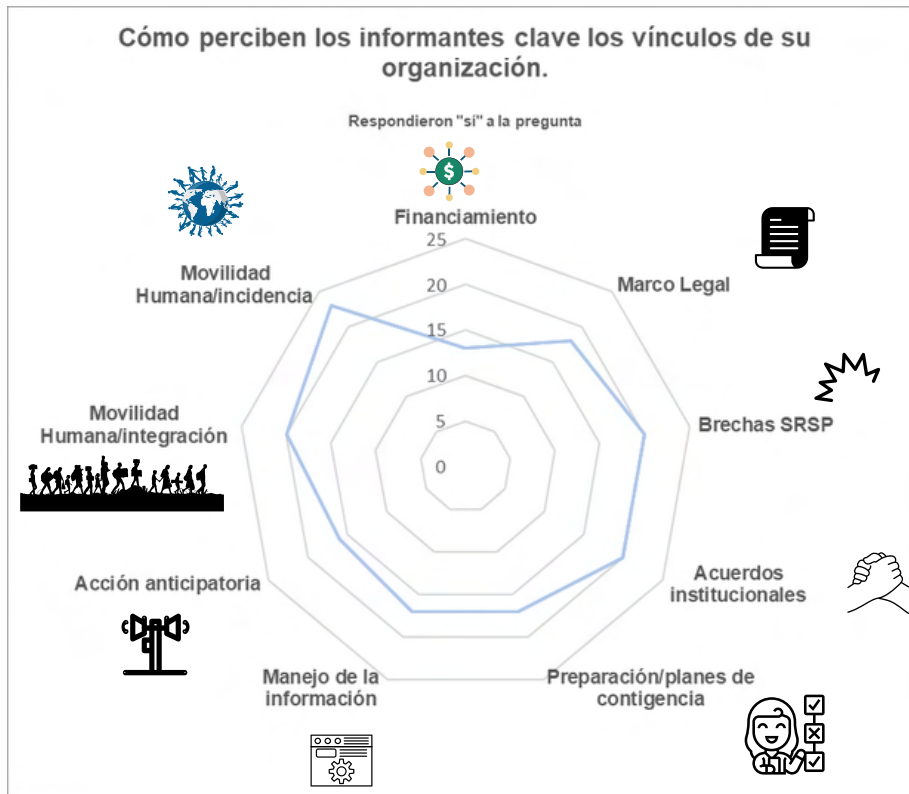 Cómo perciben los informantes clave los vínculos de su
organización.
Respondieron "sí" a la pregunta
$
Financiamiento
25
20
15
10
5
0
Marco Legal
Brechas SRSP
Acuerdos
institucionales
Preparación/planes de
contigencia
Manejo de la
información
Acción anticipatoria
Movilidad
Humana/integración
Movilidad
Humana/incidencia